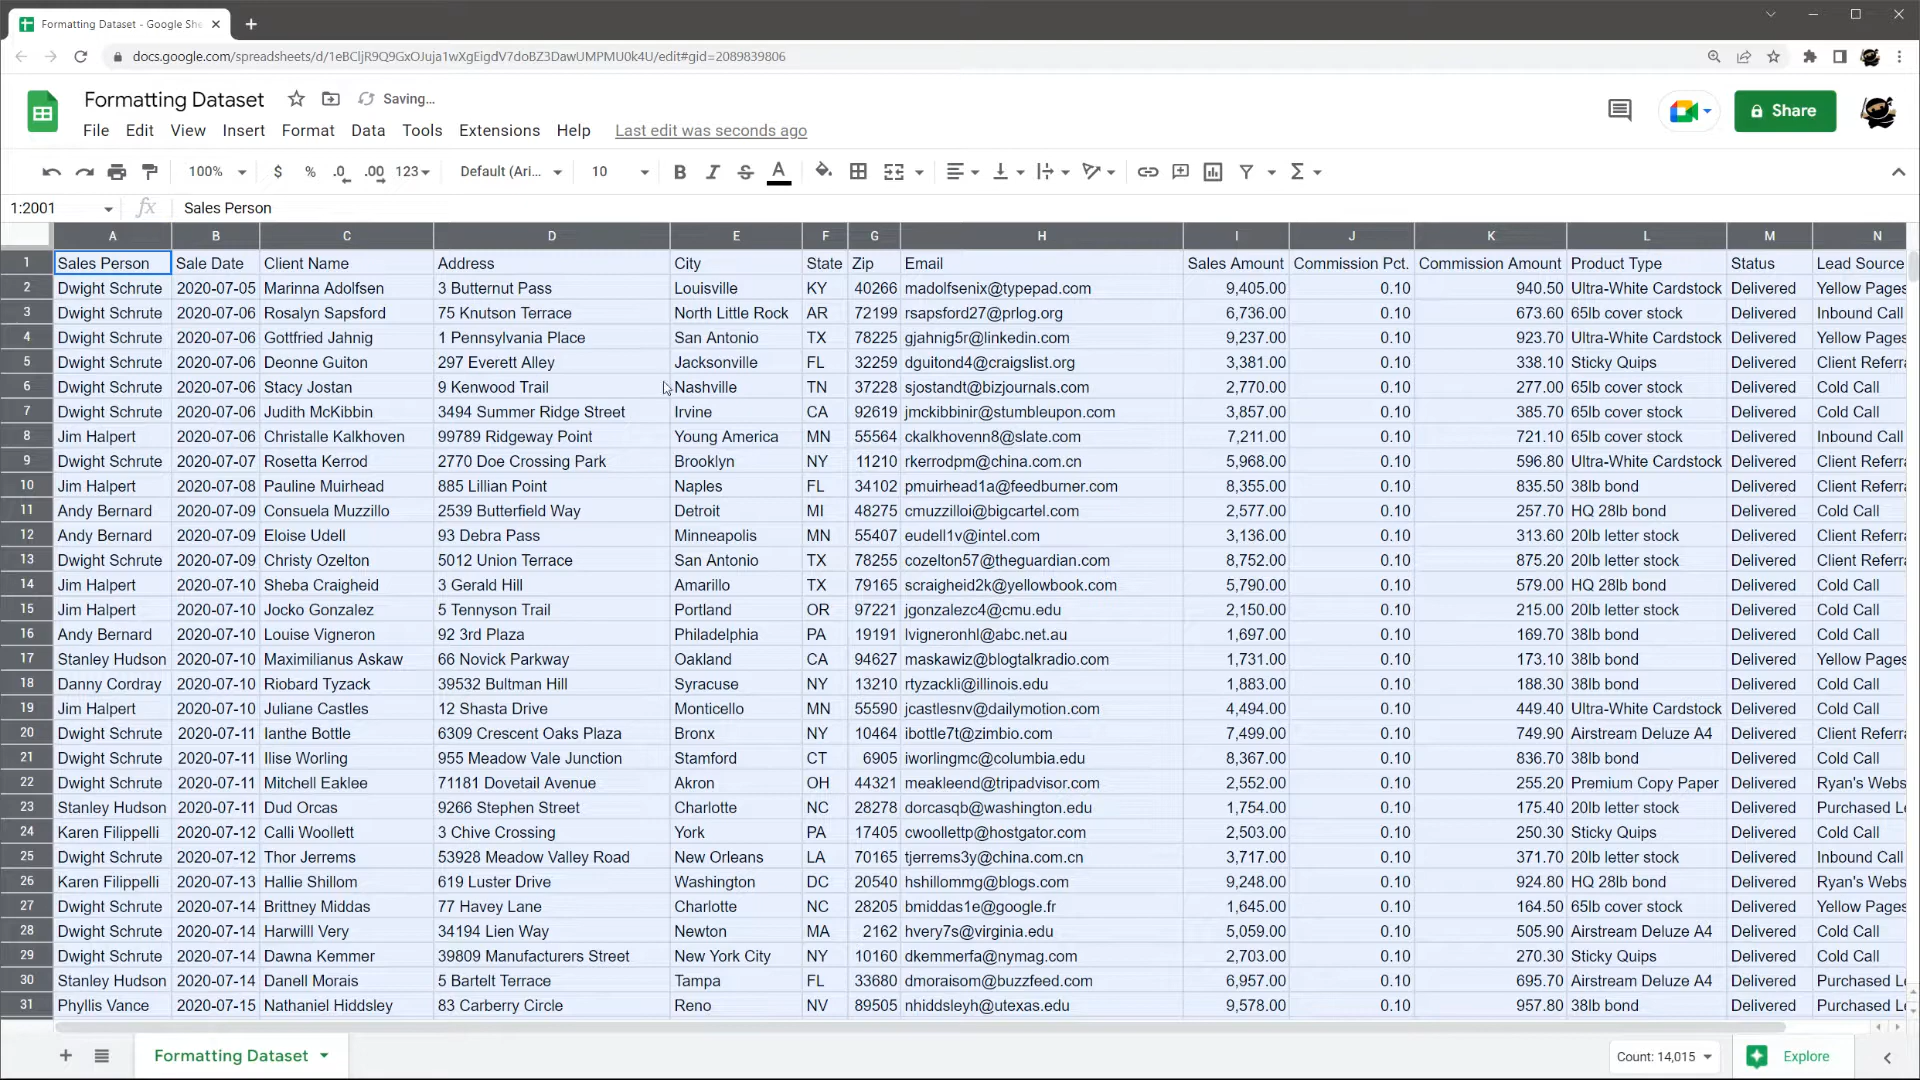 Formatting Dataset - Google She
docs.google.com/spreadsheets/d/1eBCljR9Q9GxOJuja1wXgEigdV7doBZ3DawUMPMU0k4U/edit#gid=2089839806
Formatting Dataset Saving...
File Edit View Insert Format Data Tools Extensions Help Last edit was seconds ago
Share
100% $ % .0 .00 123 Default (Ari... 10 B I S A
1:2001 fx Sales Person
A B C D E F G H I J K L M N
1 Sales Person Sale Date Client Name Address City State Zip Email Sales Amount Commission Pct. Commission Amount Product Type Status Lead Source
2 Dwight Schrute 2020-07-05 Marinna Adolfsen 3 Butternut Pass Louisville KY 40266 madolfsenix@typepad.com 9,405.00 0.10 940.50 Ultra-White Cardstock Delivered Yellow Pages
3 Dwight Schrute 2020-07-06 Rosalyn Sapsford 75 Knutson Terrace North Little Rock AR 72199 rsapsford27@prlog.org 6,736.00 0.10 673.60 65lb cover stock Delivered Inbound Call
4 Dwight Schrute 2020-07-06 Gottfried Jahnig 1 Pennsylvania Place San Antonio TX 78225 gjahnig5r@linkedin.com 9,237.00 0.10 923.70 Ultra-White Cardstock Delivered Yellow Pages
5 Dwight Schrute 2020-07-06 Deonne Guiton 297 Everett Alley Jacksonville FL 32259 dguitond4@craigslist.org 3,381.00 0.10 338.10 Sticky Quips Delivered Client Referra
6 Dwight Schrute 2020-07-06 Stacy Jostan 9 Kenwood Trail Nashville TN 37228 sjostandt@bizjournals.com 2,770.00 0.10 277.00 65lb cover stock Delivered Cold Call
7 Dwight Schrute 2020-07-06 Judith McKibbin 3494 Summer Ridge Street Irvine CA 92619 jmckibbinir@stumbleupon.com 3,857.00 0.10 385.70 65lb cover stock Delivered Cold Call
8 Jim Halpert 2020-07-06 Christalle Kalkhoven 99789 Ridgeway Point Young America MN 55564 ckalkhovenn8@slate.com 7,211.00 0.10 721.10 65lb cover stock Delivered Inbound Call
9 Dwight Schrute 2020-07-07 Rosetta Kerrod 2770 Doe Crossing Park Brooklyn NY 11210 rkerrodpm@china.com.cn 5,968.00 0.10 596.80 Ultra-White Cardstock Delivered Client Referra
10 Jim Halpert 2020-07-08 Pauline Muirhead 885 Lillian Point Naples FL 34102 pmuirhead1a@feedburner.com 8,355.00 0.10 835.50 38lb bond Delivered Client Referra
11 Andy Bernard 2020-07-09 Consuela Muzzillo 2539 Butterfield Way Detroit MI 48275 cmuzzilloi@bigcartel.com 2,577.00 0.10 257.70 HQ 28lb bond Delivered Cold Call
12 Andy Bernard 2020-07-09 Eloise Udell 93 Debra Pass Minneapolis MN 55407 eudell1v@intel.com 3,136.00 0.10 313.60 20lb letter stock Delivered Client Referra
13 Dwight Schrute 2020-07-09 Christy Ozelton 5012 Union Terrace San Antonio TX 78255 cozelton57@theguardian.com 8,752.00 0.10 875.20 20lb letter stock Delivered Client Referra
14 Jim Halpert 2020-07-10 Sheba Craigheid 3 Gerald Hill Amarillo TX 79165 scraigheid2k@yellowbook.com 5,790.00 0.10 579.00 HQ 28lb bond Delivered Cold Call
15 Jim Halpert 2020-07-10 Jocko Gonzalez 5 Tennyson Trail Portland OR 97221 jgonzalezc4@cmu.edu 2,150.00 0.10 215.00 20lb letter stock Delivered Cold Call
16 Andy Bernard 2020-07-10 Louise Vigneron 92 3rd Plaza Philadelphia PA 19191 lvigneronhl@abc.net.au 1,697.00 0.10 169.70 38lb bond Delivered Cold Call
17 Stanley Hudson 2020-07-10 Maximilianus Askaw 66 Novick Parkway Oakland CA 94627 maskawiz@blogtalkradio.com 1,731.00 0.10 173.10 38lb bond Delivered Yellow Pages
18 Danny Cordray 2020-07-10 Riobard Tyzack 39532 Bultman Hill Syracuse NY 13210 rtyzackli@illinois.edu 1,883.00 0.10 188.30 38lb bond Delivered Cold Call
19 Jim Halpert 2020-07-10 Juliane Castles 12 Shasta Drive Monticello MN 55590 jcastlesnv@dailymotion.com 4,494.00 0.10 449.40 Ultra-White Cardstock Delivered Cold Call
20 Dwight Schrute 2020-07-11 Ianthe Bottle 6309 Crescent Oaks Plaza Bronx NY 10464 ibottle7t@zimbio.com 7,499.00 0.10 749.90 Airstream Deluze A4 Delivered Client Referra
21 Dwight Schrute 2020-07-11 Ilise Worling 955 Meadow Vale Junction Stamford CT 6905 iworlingmc@columbia.edu 8,367.00 0.10 836.70 38lb bond Delivered Cold Call
22 Dwight Schrute 2020-07-11 Mitchell Eaklee 71181 Dovetail Avenue Akron OH 44321 meakleend@tripadvisor.com 2,552.00 0.10 255.20 Premium Copy Paper Delivered Ryan's Webs
23 Stanley Hudson 2020-07-11 Dud Orcas 9266 Stephen Street Charlotte NC 28278 dorcasqb@washington.edu 1,754.00 0.10 175.40 20lb letter stock Delivered Purchased Le
24 Karen Filippelli 2020-07-12 Calli Woollett 3 Chive Crossing York PA 17405 cwoollettp@hostgator.com 2,503.00 0.10 250.30 Sticky Quips Delivered Cold Call
25 Dwight Schrute 2020-07-12 Thor Jerrems 53928 Meadow Valley Road New Orleans LA 70165 tjerrems3y@china.com.cn 3,717.00 0.10 371.70 20lb letter stock Delivered Inbound Call
26 Karen Filippelli 2020-07-13 Hallie Shillom 619 Luster Drive Washington DC 20540 hshillommg@blogs.com 9,248.00 0.10 924.80 HQ 28lb bond Delivered Ryan's Webs
27 Dwight Schrute 2020-07-14 Brittney Middas 77 Havey Lane Charlotte NC 28205 bmiddas1e@google.fr 1,645.00 0.10 164.50 65lb cover stock Delivered Yellow Pages
28 Dwight Schrute 2020-07-14 Harwilll Very 34194 Lien Way Newton MA 2162 hvery7s@virginia.edu 5,059.00 0.10 505.90 Airstream Deluze A4 Delivered Cold Call
29 Dwight Schrute 2020-07-14 Dawna Kemmer 39809 Manufacturers Street New York City NY 10160 dkemmerfa@nymag.com 2,703.00 0.10 270.30 Sticky Quips Delivered Cold Call
30 Stanley Hudson 2020-07-14 Danell Morais 5 Bartelt Terrace Tampa FL 33680 dmoraisom@buzzfeed.com 6,957.00 0.10 695.70 Airstream Deluze A4 Delivered Purchased Le
31 Phyllis Vance 2020-07-15 Nathaniel Hiddsley 83 Carberry Circle Reno NV 89505 nhiddsleyh@utexas.edu 9,578.00 0.10 957.80 38lb bond Delivered Purchased Le
Formatting Dataset Count: 14,015 Explore